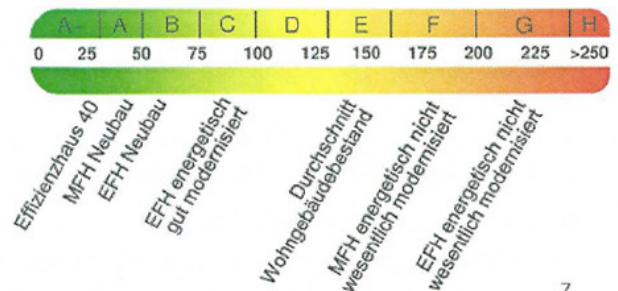 A+ A B C D E F G H
0 25 50 75 100 125 150 175 200 225 >250
Effizienzhaus 40
MFH Neubau
EFH Neubau
EFH energetisch
gut modernisiert
Durchschnitt
Wohngebäudebestand
MFH energetisch nicht
wesentlich modernisiert
EFH energetisch nicht
wesentlich modernisiert
7